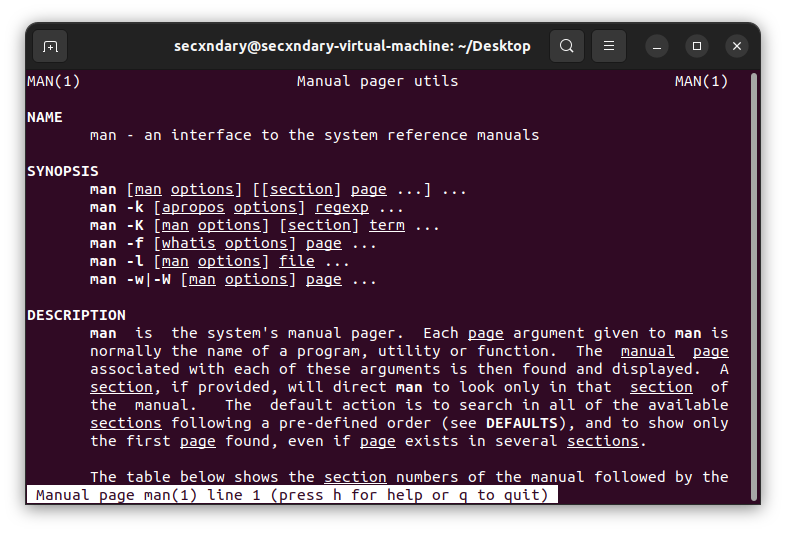 secxndary@secxndary-virtual-machine: ~/Desktop
MAN(1) Manual pager utils MAN(1)
NAME
man - an interface to the system reference manuals
SYNOPSIS
man [man options] [[section] page ...] ...
man -k [apropos options] regexp ...
man -K [man options] [section] term ...
man -f [whatis options] page ...
man -l [man options] file ...
man -w|-W [man options] page ...
DESCRIPTION
man is the system's manual pager. Each page argument given to man is
normally the name of a program, utility or function. The manual page
associated with each of these arguments is then found and displayed. A
section, if provided, will direct man to look only in that section of
the manual. The default action is to search in all of the available
sections following a pre-defined order (see DEFAULTS), and to show only
the first page found, even if page exists in several sections.
The table below shows the section numbers of the manual followed by the
Manual page man(1) line 1 (press h for help or q to quit)